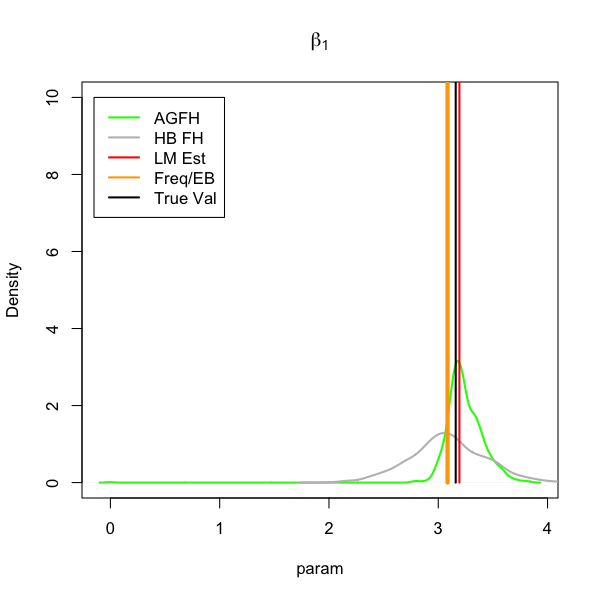 β1
Density
10
8
6
4
2
0
AGFH
HB FH
LM Est
Freq/EB
True Val
0 1 2 3 4
param